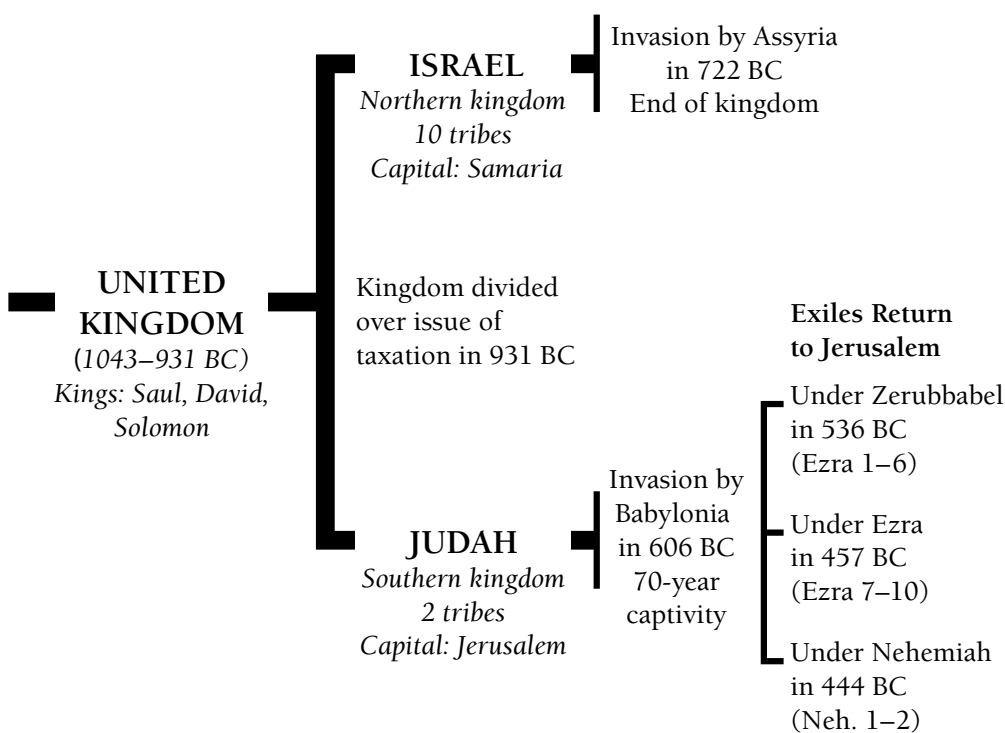 UNITED
KINGDOM
(1043–931 BC)
Kings: Saul, David,
Solomon
Kingdom divided
over issue of
taxation in 931 BC
ISRAEL
Northern kingdom
10 tribes
Capital: Samaria
Invasion by Assyria
in 722 BC
End of kingdom
JUDAH
Southern kingdom
2 tribes
Capital: Jerusalem
Invasion by
Babylonia
in 606 BC
70-year
captivity
Exiles Return
to Jerusalem
Under Zerubbabel
in 536 BC
(Ezra 1–6)
Under Ezra
in 457 BC
(Ezra 7–10)
Under Nehemiah
in 444 BC
(Neh. 1–2)